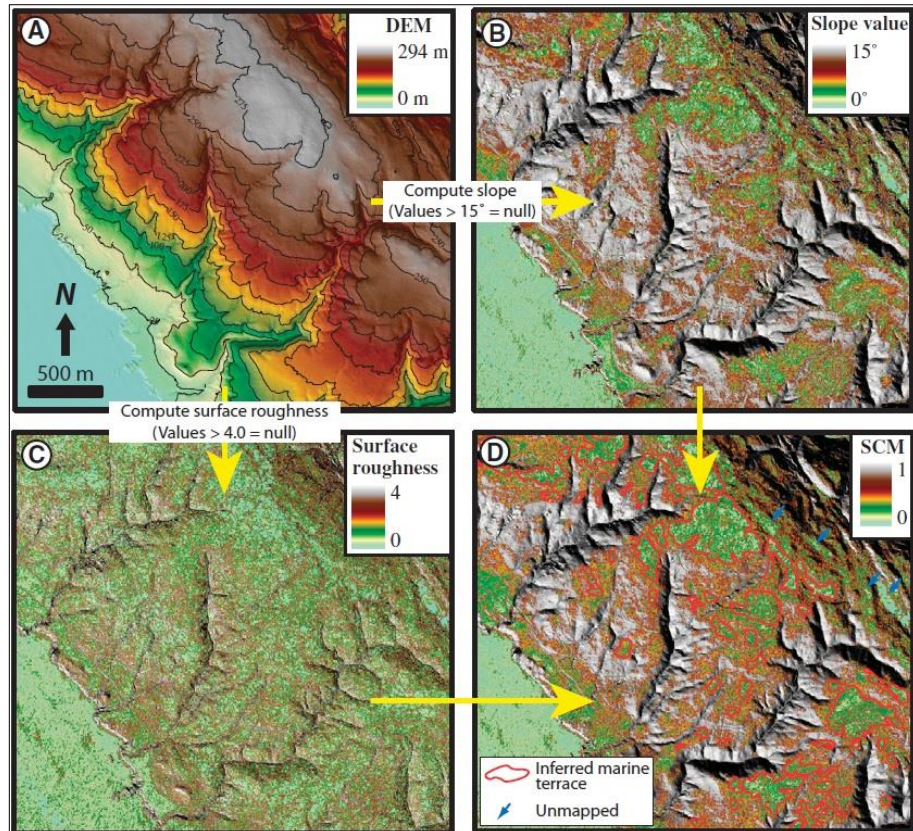 A
DEM
294 m
0 m
N
500 m
B
Slope value
15°
0°
Compute slope
(Values > 15° = null)
Compute surface roughness
(Values > 4.0 = null)
C
Surface
roughness
4
0
D
SCM
1
0
Inferred marine
terrace
Unmapped